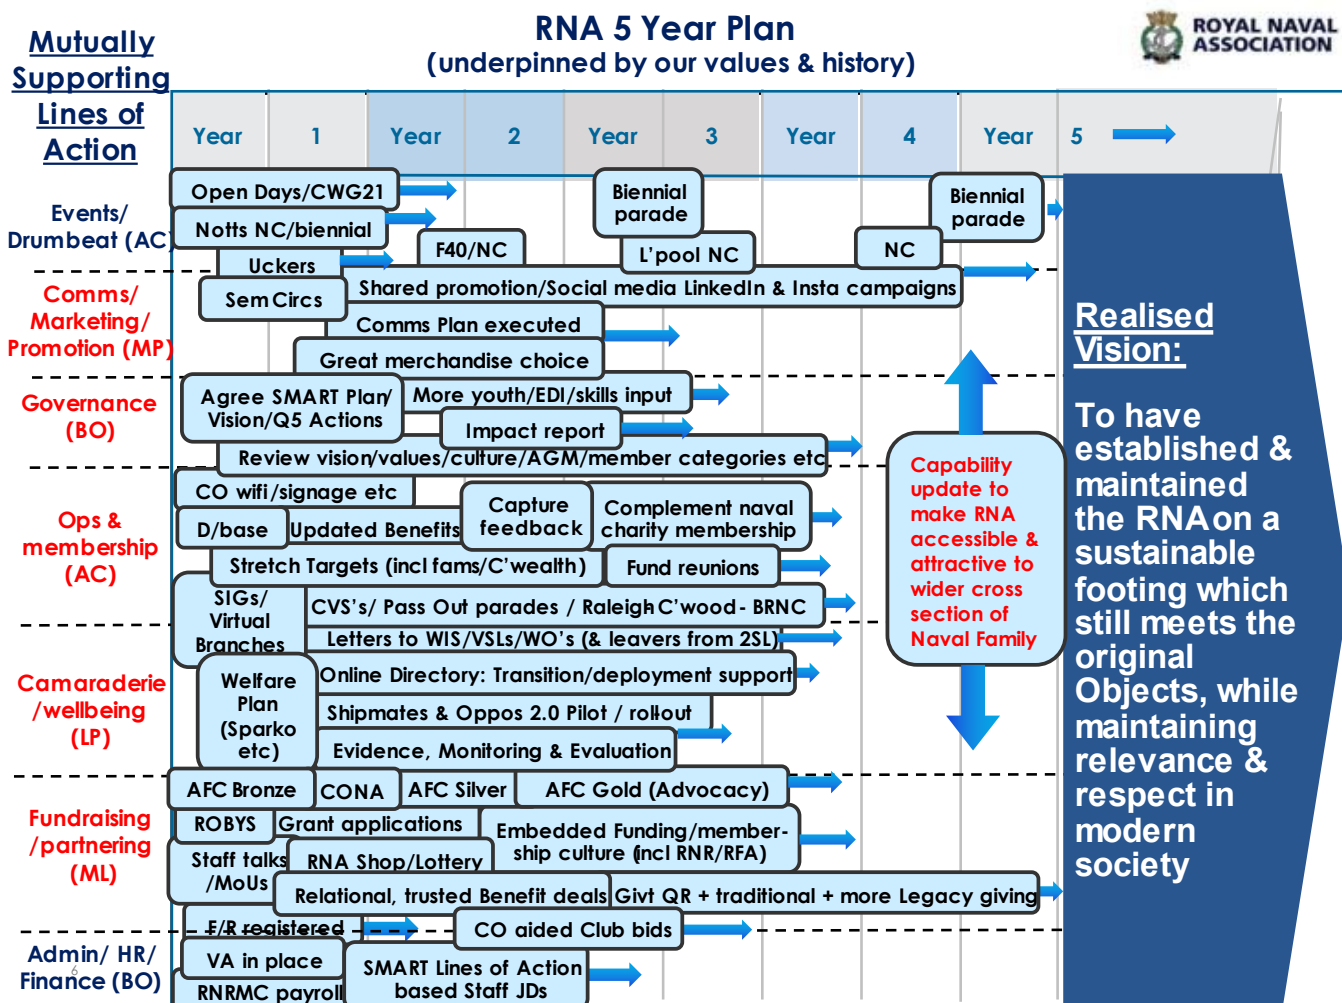 Mutually
Supporting
Lines of
Action
RNA 5 Year Plan
(underpinned by our values & history)
ROYAL NAVAL
ASSOCIATION
Year 1 Year 2 Year 3 Year 4 Year 5
Events/
Drumbeat (AC)
Open Days/CWG21
Notts NC/biennial
Uckers
F40/NC
Biennial
parade
L'pool NC
NC
Biennial
parade
Comms/
Marketing/
Promotion (MP)
Sem Circs
Shared promotion/Social media LinkedIn & Insta campaigns
Comms Plan executed
Great merchandise choice
Governance
(BO)
Agree SMART Plan/
Vision/Q5 Actions
More youth/EDI/skills input
Impact report
Review vision/values/culture/AGM/member categories etc
Ops &
membership
(AC)
CO wifi/signage etc
D/base
Updated Benefits
Capture
feedback
Complement naval
charity membership
Stretch Targets (incl fams/C'wealth)
Fund reunions
SIGs/
Virtual
Branches
CVS's/ Pass Out parades / Raleigh C'wood - BRNC
Letters to WIS/VSLs/WO's (& leavers from 2SL)
Camaraderie
/wellbeing
(LP)
Welfare
Plan
(Sparko
etc)
Online Directory: Transition/deployment support
Shipmates & Oppos 2.0 Pilot / rollout
Evidence, Monitoring & Evaluation
Fundraising
/partnering
(ML)
AFC Bronze
CONA
AFC Silver
AFC Gold (Advocacy)
ROBYS
Grant applications
Embedded Funding/member-
ship culture (incl RNR/RFA)
Staff talks
/MoUs
RNA Shop/Lottery
Relational, trusted Benefit deals
Givt QR + traditional + more Legacy giving
F/R registered
CO aided Club bids
Admin/ HR/
Finance (BO)
6
VA in place
RNRMC payroll
SMART Lines of Action
based Staff JDs
Capability
update to
make RNA
accessible &
attractive to
wider cross
section of
Naval Family
Realised
Vision:
To have
established &
maintained
the RNA on a
sustainable
footing which
still meets the
original
Objects, while
maintaining
relevance &
respect in
modern
society